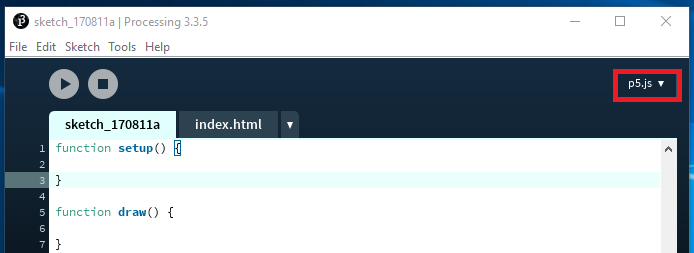 sketch_170811a | Processing 3.3.5
File Edit Sketch Tools Help
p5.js ▼
sketch_170811a index.html ▼
1 function setup() {
2
3 }
4
5 function draw() {
6
7 }